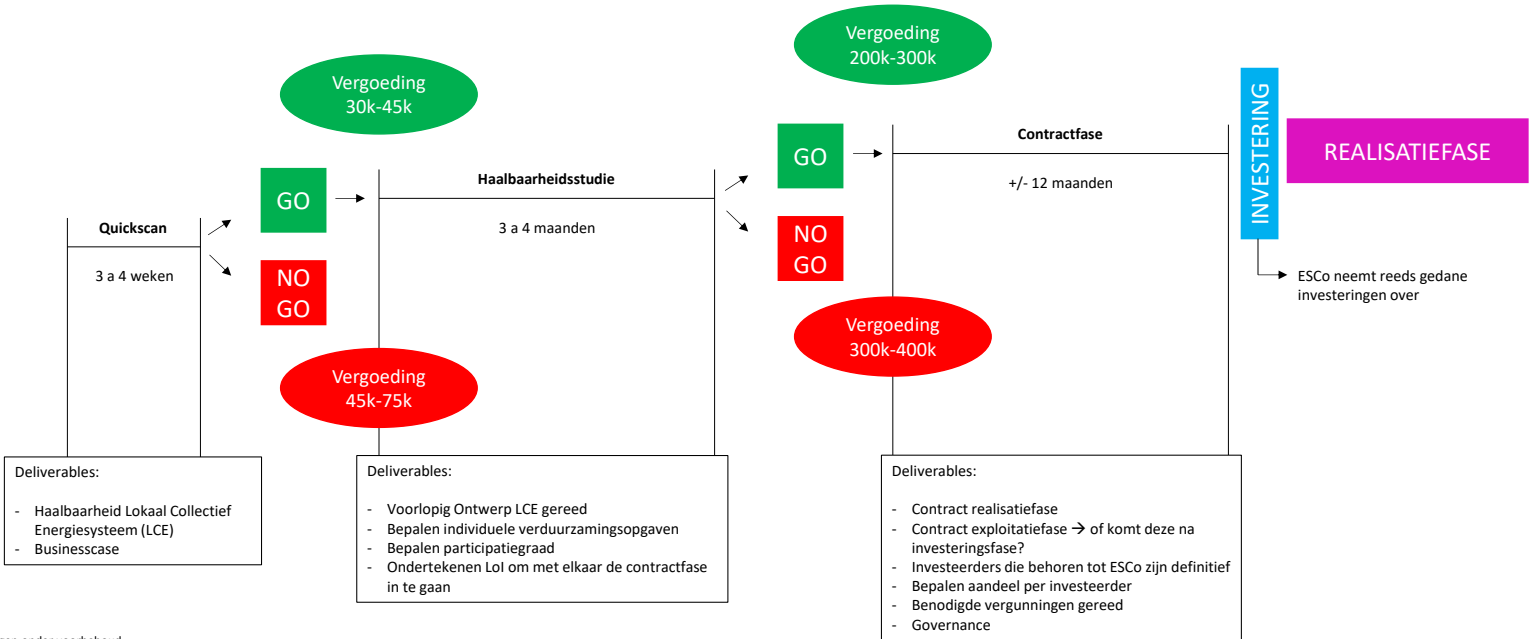 Quickscan
3 a 4 weken
GO
NO
GO
Vergoeding
30k-45k
Vergoeding
45k-75k
Haalbaarheidsstudie
3 a 4 maanden
GO
NO
GO
Vergoeding
200k-300k
Vergoeding
300k-400k
Contractfase
+/- 12 maanden
INVESTERING
REALISATIEFASE
ESCo neemt reeds gedane
investeringen over
Deliverables:
- Haalbaarheid Lokaal Collectief
Energiesysteem (LCE)
- Businesscase
Deliverables:
- Voorlopig Ontwerp LCE gereed
- Bepalen individuele verduurzamingsopgaven
- Bepalen participatiegraad
- Ondertekenen LoI om met elkaar de contractfase
in te gaan
Deliverables:
- Contract realisatiefase
- Contract exploitatiefase → of komt deze na
investeringsfase?
- Investeerders die behoren tot ESCo zijn definitief
- Bepalen aandeel per investeerder
- Benodigde vergunningen gereed
- Governance